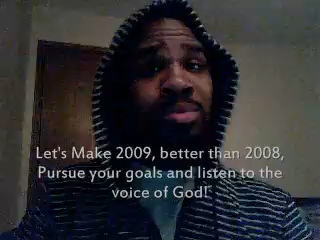 Let's Make 2009, better than 2008,
Pursue your goals and listen to the
voice of God!